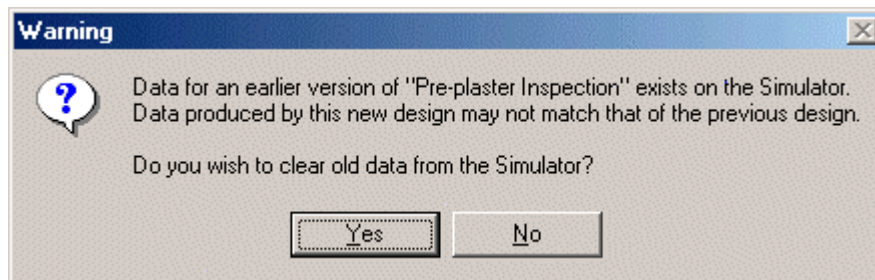 Warning
Data for an earlier version of "Pre-plaster Inspection" exists on the Simulator.
Data produced by this new design may not match that of the previous design.
Do you wish to clear old data from the Simulator?
Yes No